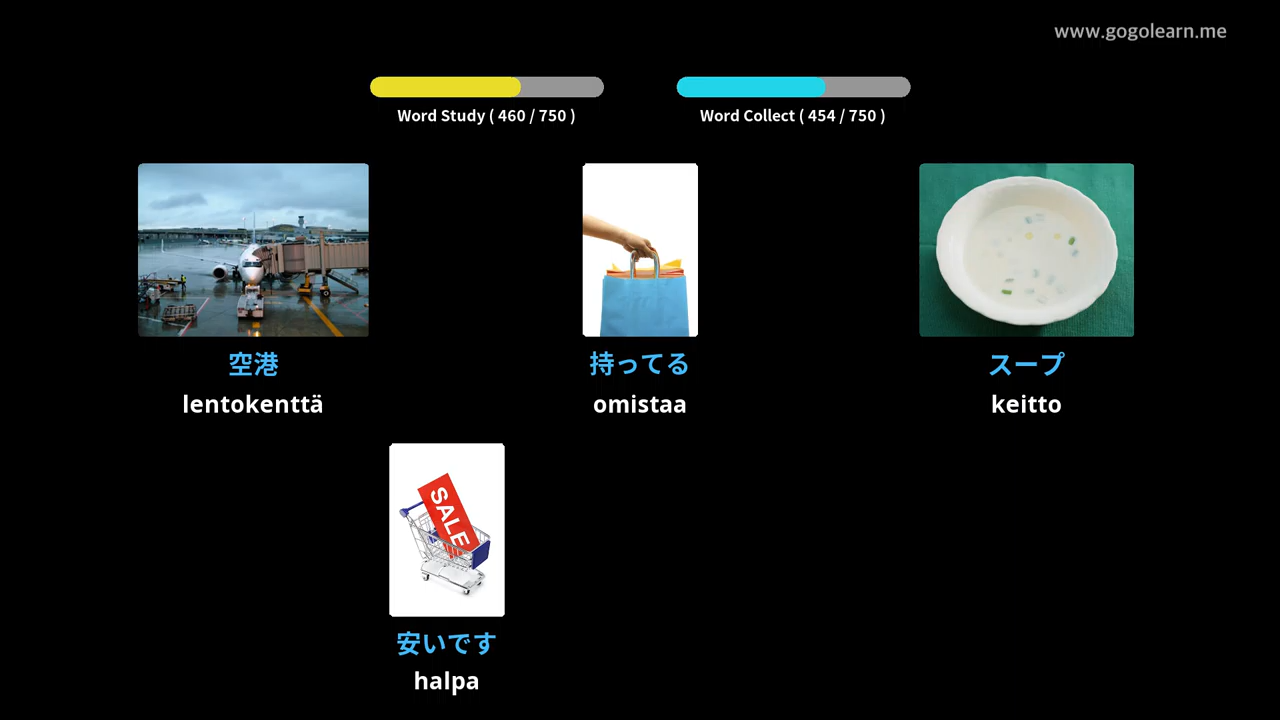 www.gogolearn.me
Word Study ( 460 / 750 )
Word Collect ( 454 / 750 )
空港
lentokenttä
持ってる
omistaa
スープ
keitto
SALE
安いです
halpa